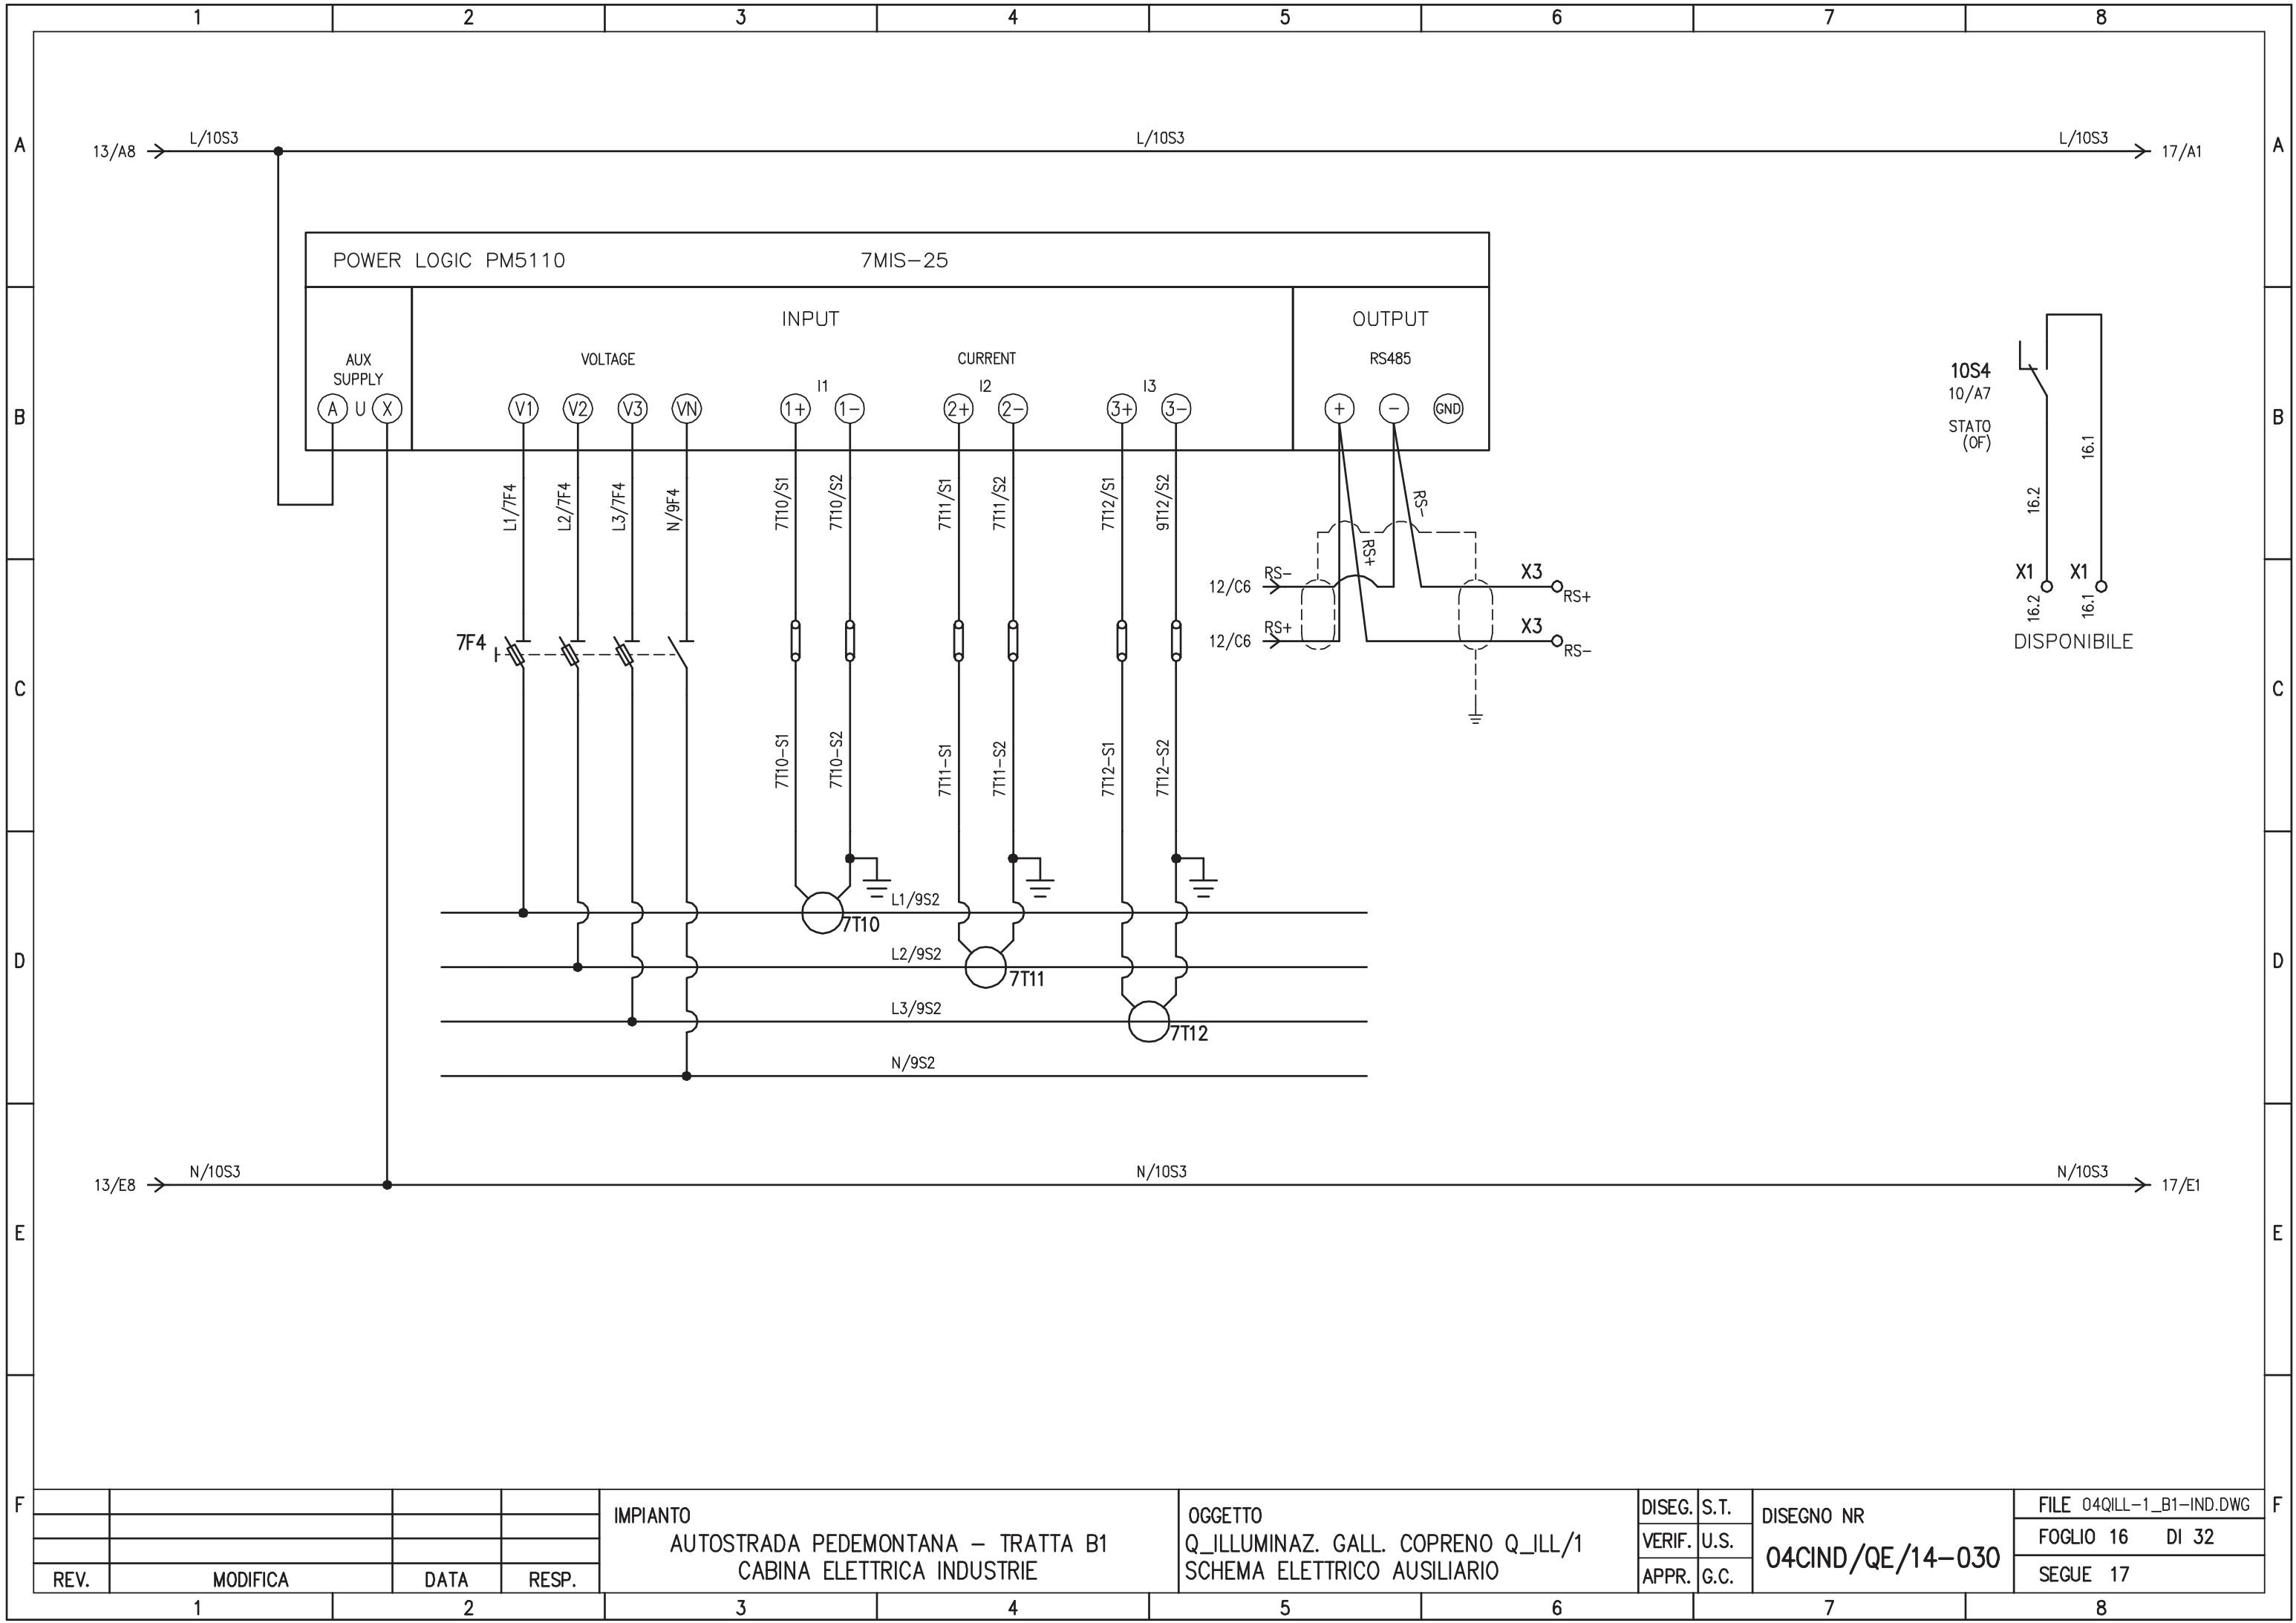 1 2 3 4 5 6 7 8
A A
13/A8 L/10S3 L/10S3 L/10S3 17/A1
POWER LOGIC PM5110 7MIS-25
INPUT OUTPUT
AUX
SUPPLY
VOLTAGE CURRENT RS485
I1 I2 I3
A U X V1 V2 V3 VN 1+ 1- 2+ 2- 3+ 3- + - GND
B B
10S4
10/A7
STATO
(OF)
16.2
16.1
L1/7F4
L2/7F4
L3/7F4
N/9F4
7T10/S1
7T10/S2
7T11/S1
7T11/S2
7T12/S1
9T12/S2
RS-
RS+
12/C6 RS- X3 RS+
12/C6 RS+ X3 RS-
X1 X1
16.2
16.1
DISPONIBILE
7F4
C C
7T10-S1
7T10-S2
7T11-S1
7T11-S2
7T12-S1
7T12-S2
L1/9S2
7T10
D D
L2/9S2
7T11
L3/9S2
7T12
N/9S2
13/E8 N/10S3 N/10S3 N/10S3 17/E1
E E
F F
REV. MODIFICA DATA RESP.
IMPIANTO
AUTOSTRADA PEDEMONTANA - TRATTA B1
CABINA ELETTRICA INDUSTRIE
OGGETTO
Q_ILLUMINAZ. GALL. COPRENO Q_ILL/1
SCHEMA ELETTRICO AUSILIARIO
DISEG. S.T.
VERIF. U.S.
APPR. G.C.
DISEGNO NR
04CIND/QE/14-030
FILE 04QILL-1_B1-IND.DWG
FOGLIO 16 DI 32
SEGUE 17
1 2 3 4 5 6 7 8